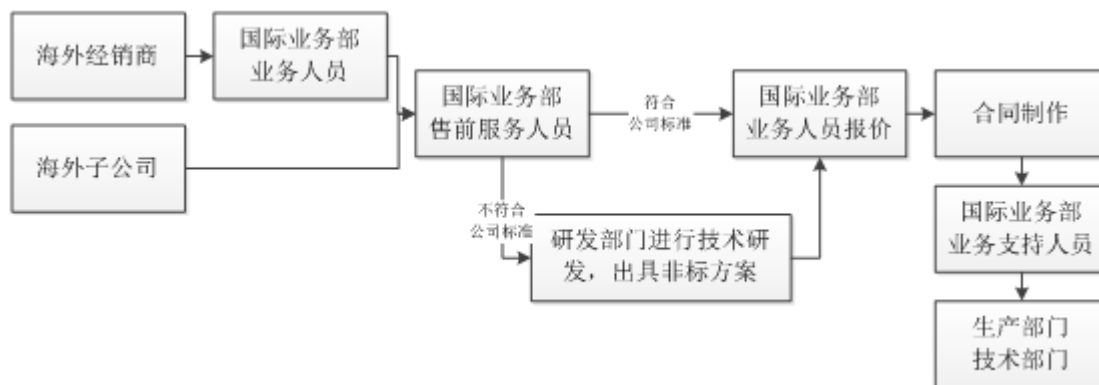 海外经销商
国际业务部
业务人员
海外子公司
国际业务部
售前服务人员
符合
公司标准
不符合
公司标准
研发部门进行技术研
发，出具非标方案
国际业务部
业务人员报价
合同制作
国际业务部
业务支持人员
生产部门
技术部门